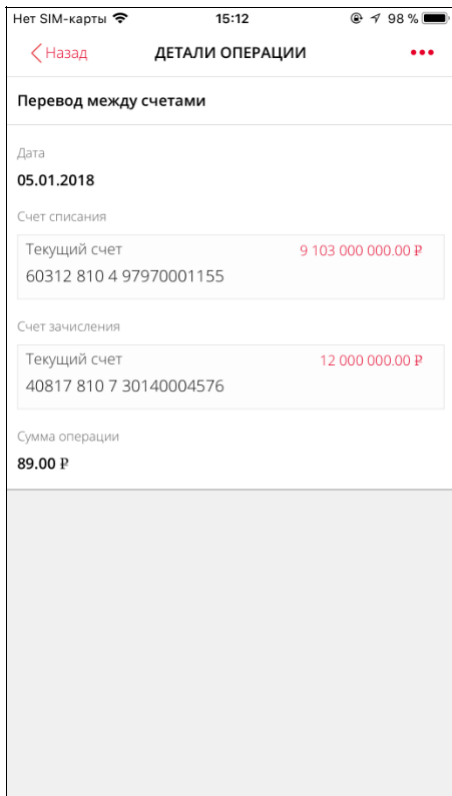 Нет SIM-карты 15:12 98 %
Назад ДЕТАЛИ ОПЕРАЦИИ
Перевод между счетами
Дата
05.01.2018
Счет списания
Текущий счет 9 103 000 000.00 ₽
60312 810 4 97970001155
Счет зачисления
Текущий счет 12 000 000.00 ₽
40817 810 7 30140004576
Сумма операции
89.00 ₽